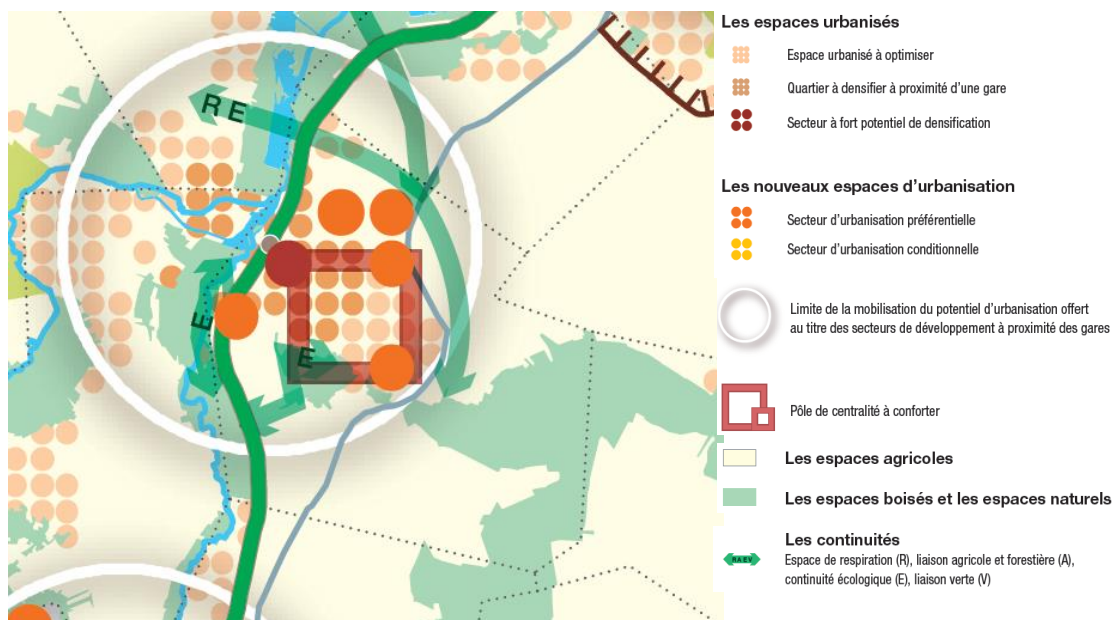 Les espaces urbanisés
Espace urbanisé à optimiser
Quartier à densifier à proximité d'une gare
Secteur à fort potentiel de densification
Les nouveaux espaces d'urbanisation
Secteur d'urbanisation préférentielle
Secteur d'urbanisation conditionnelle
Limite de la mobilisation du potentiel d'urbanisation offert
au titre des secteurs de développement à proximité des gares
Pôle de centralité à conforter
Les espaces agricoles
Les espaces boisés et les espaces naturels
Les continuités
RAEV
Espace de respiration (R), liaison agricole et forestière (A),
continuité écologique (E), liaison verte (V)
R E
E
E